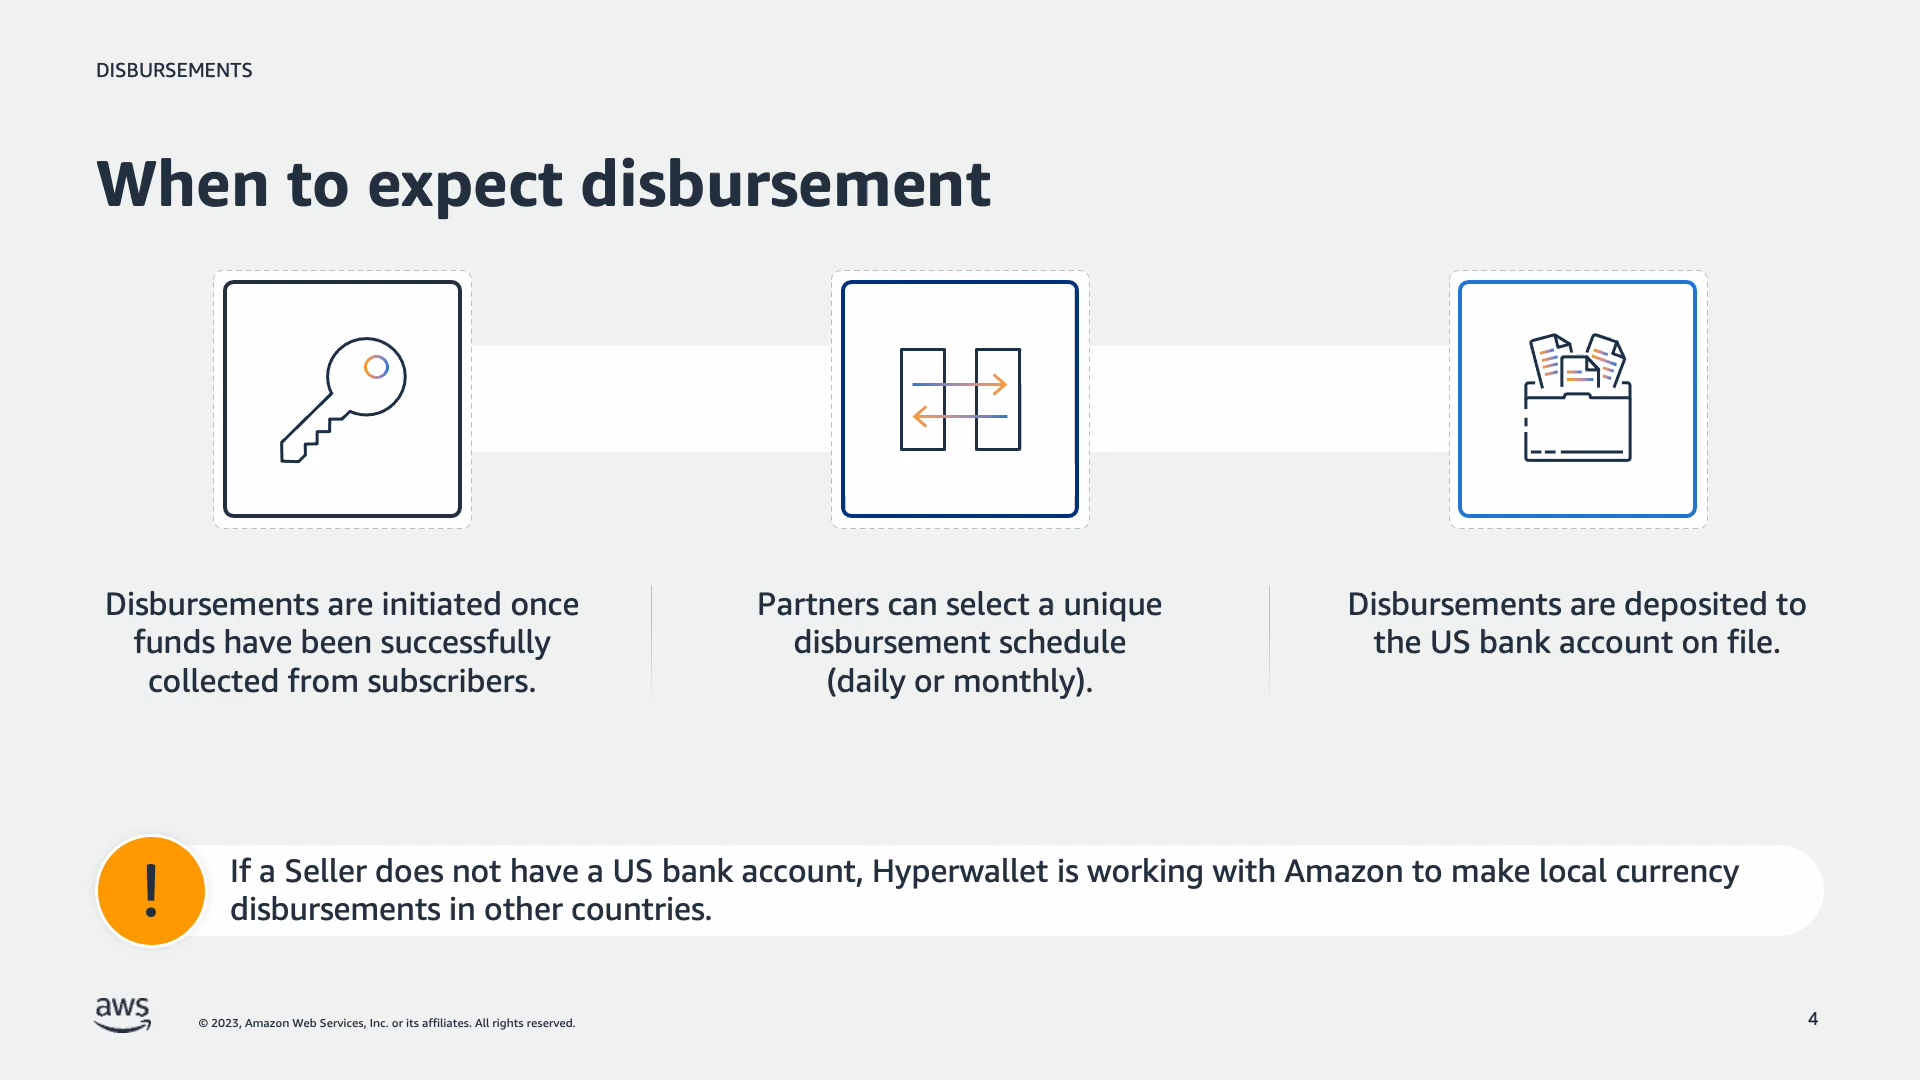 DISBURSEMENTS
When to expect disbursement
Disbursements are initiated once
funds have been successfully
collected from subscribers.
Partners can select a unique
disbursement schedule
(daily or monthly).
Disbursements are deposited to
the US bank account on file.
!
If a Seller does not have a US bank account, Hyperwallet is working with Amazon to make local currency
disbursements in other countries.
aws
© 2023, Amazon Web Services, Inc. or its affiliates. All rights reserved.
4